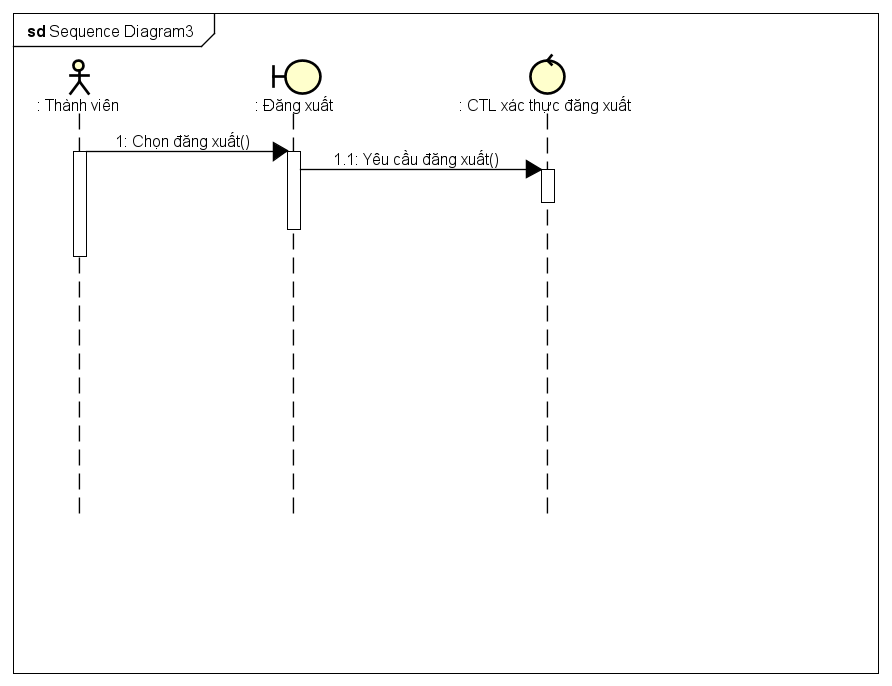 sd Sequence Diagram3
: Thành viên
: Đăng xuất
: CTL xác thực đăng xuất
1: Chọn đăng xuất()
1.1: Yêu cầu đăng xuất()